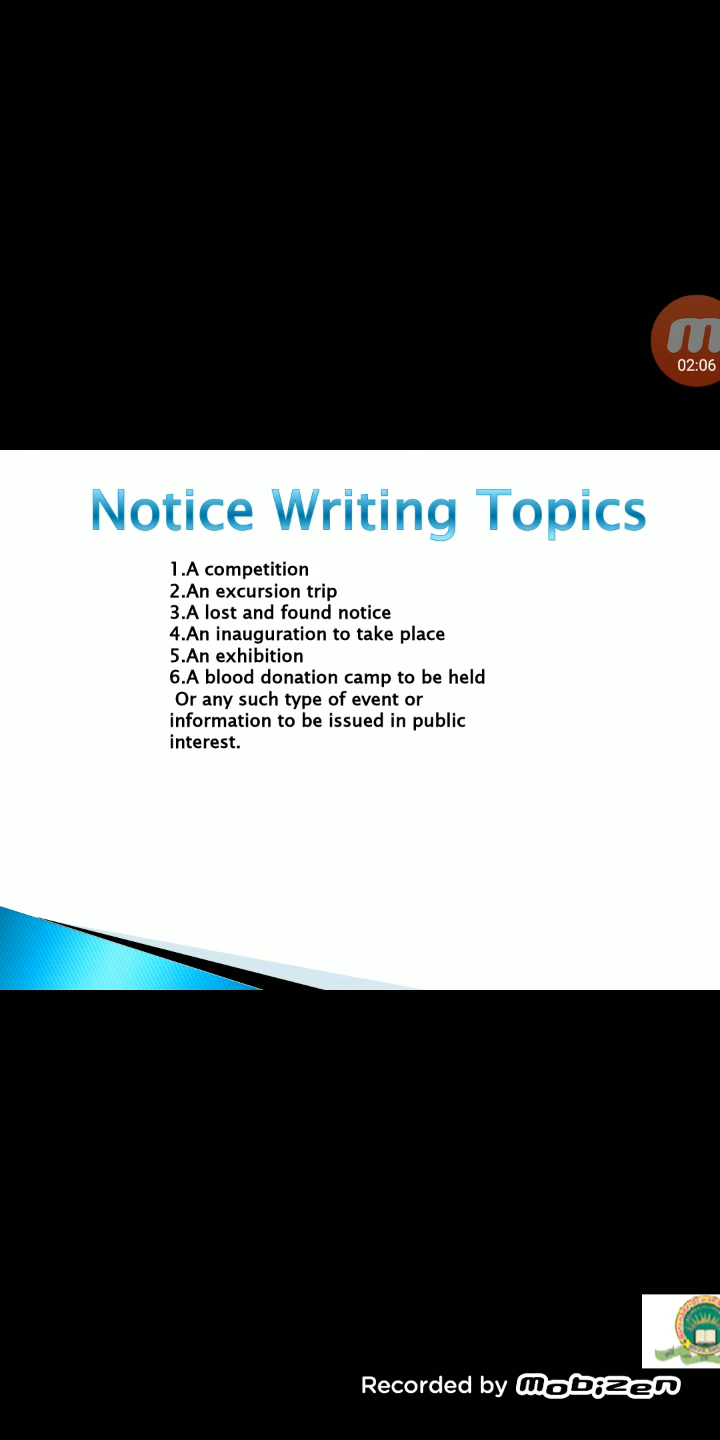 02:06
Notice Writing Topics
1.A competition
2.An excursion trip
3.A lost and found notice
4.An inauguration to take place
5.An exhibition
6.A blood donation camp to be held
Or any such type of event or
information to be issued in public
interest.
Recorded by mobizen